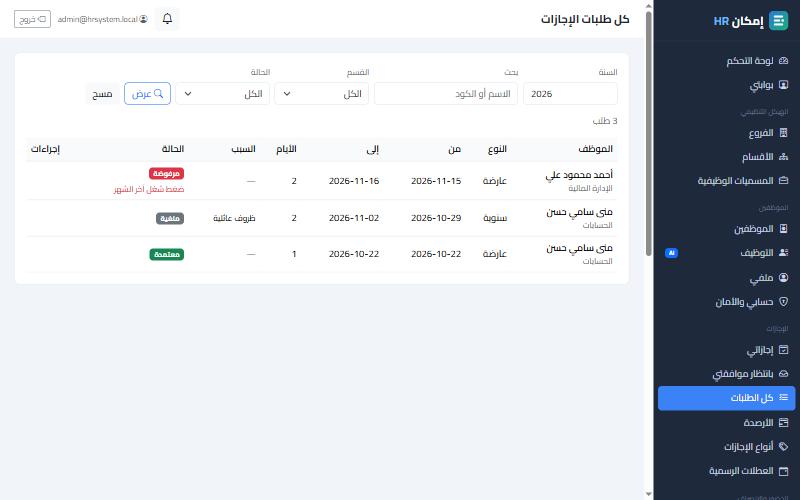 إمكان HR
لوحة التحكم
بوابتي
الهيكل التنظيمي
الفروع
الأقسام
المسميات الوظيفية
الموظفين
الموظفين
التوظيف AI
ملفي
حسابي والأمان
الإجازات
إجازاتي
بانتظار موافقتي
كل الطلبات
الأرصدة
أنواع الإجازات
العطلات الرسمية
كل طلبات الإجازات
admin@hrsystem.local
خروج
السنة بحث القسم الحالة
2026 الاسم أو الكود الكل الكل عرض مسح
3 طلب
الموظف النوع من إلى الأيام السبب الحالة إجراءات
أحمد محمود علي عارضة 2026-11-15 2026-11-16 2 — مرفوضة
الإدارة المالية ضغط شغل آخر الشهر
منى سامي حسن سنوية 2026-10-29 2026-11-02 2 ظروف عائلية ملغية
الحسابات
منى سامي حسن عارضة 2026-10-22 2026-10-22 1 — معتمدة
الحسابات